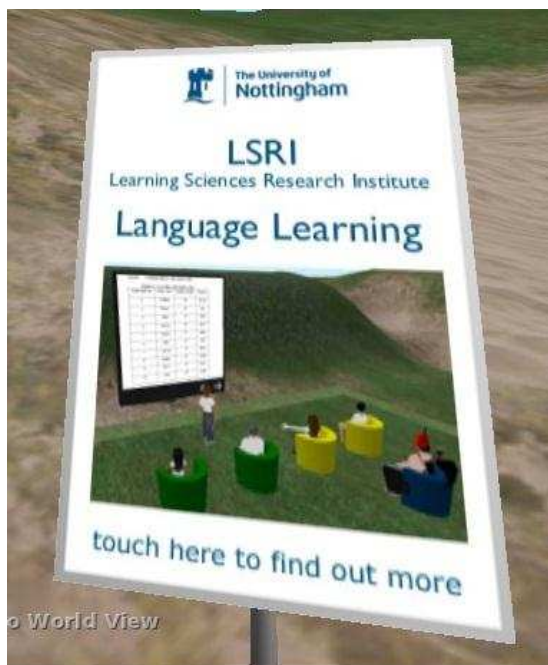 The University of
Nottingham
LSRI
Learning Sciences Research Institute
Language Learning
touch here to find out more
o World View